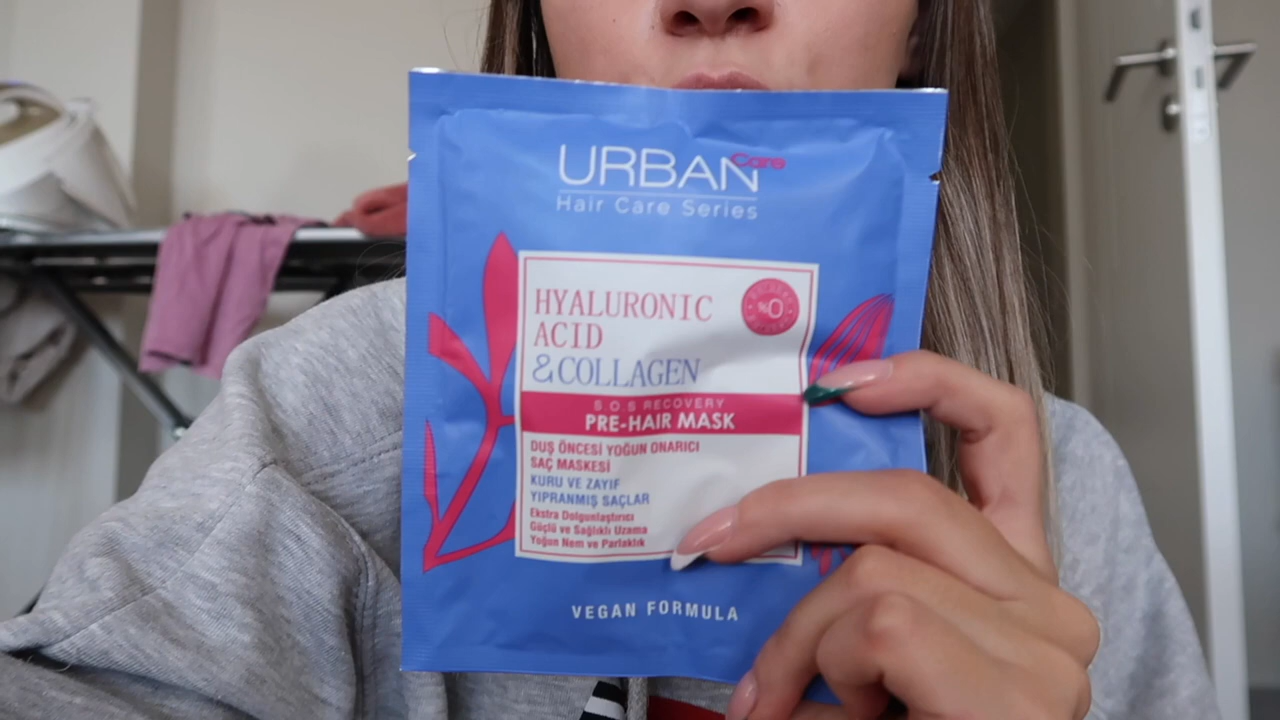 URBAN Care
Hair Care Series
HYALURONIC
ACID
%0
& COLLAGEN
S.O.S RECOVERY
PRE-HAIR MASK
DUŞ ÖNCESİ YOĞUN ONARICI
SAÇ MASKESİ
KURU VE ZAYIF
YIPRANMIŞ SAÇLAR
Ekstra Dolgunlaştırıcı
Güçlü ve Sağlıklı Uzama
Yoğun Nem ve Parlaklık
VEGAN FORMULA